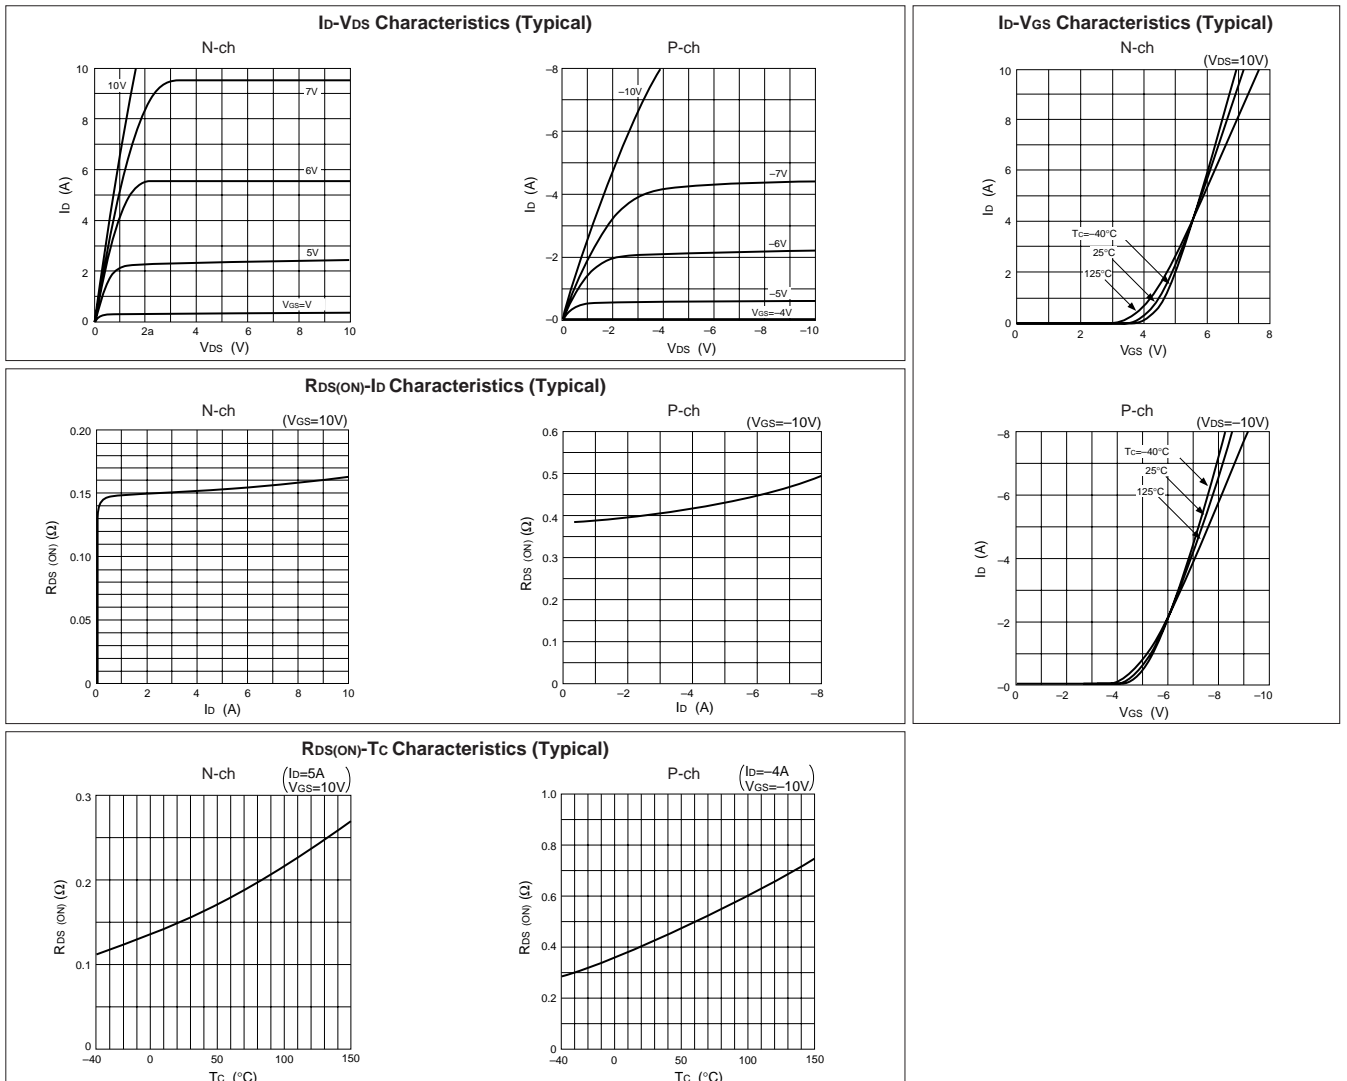 ID-VDS Characteristics (Typical)
N-ch
10
8
6
4
2
0
ID (A)
10V
7V
6V
5V
VGS=V
0
2a
4
6
8
10
VDS (V)
P-ch
–8
–6
–4
–2
–0
ID (A)
–10V
–7V
–6V
–5V
VGS=–4V
0
–2
–4
–6
–8
–10
VDS (V)
ID-VGS Characteristics (Typical)
N-ch
(VDS=10V)
10
8
6
4
2
0
ID (A)
TC=–40°C
25°C
125°C
0
2
4
6
8
VGS (V)
P-ch
(VDS=–10V)
–8
–6
–4
–2
–0
ID (A)
TC=–40°C
25°C
125°C
0
–2
–4
–6
–8
–10
VGS (V)
RDS(ON)-ID Characteristics (Typical)
N-ch
(VGS=10V)
0.20
0.15
0.10
0.05
0
RDS (ON) (Ω)
0
2
4
6
8
10
ID (A)
P-ch
(VGS=–10V)
0.6
0.5
0.4
0.3
0.2
0.1
0
RDS (ON) (Ω)
–2
–4
–6
–8
ID (A)
RDS(ON)-TC Characteristics (Typical)
N-ch
(ID=5A
VGS=10V)
0.3
0.2
0.1
0
RDS (ON) (Ω)
–40
0
50
100
150
TC (°C)
P-ch
(ID=–4A
VGS=–10V)
1.0
0.8
0.6
0.4
0.2
0
RDS (ON) (Ω)
–40
0
50
100
150
TC (°C)